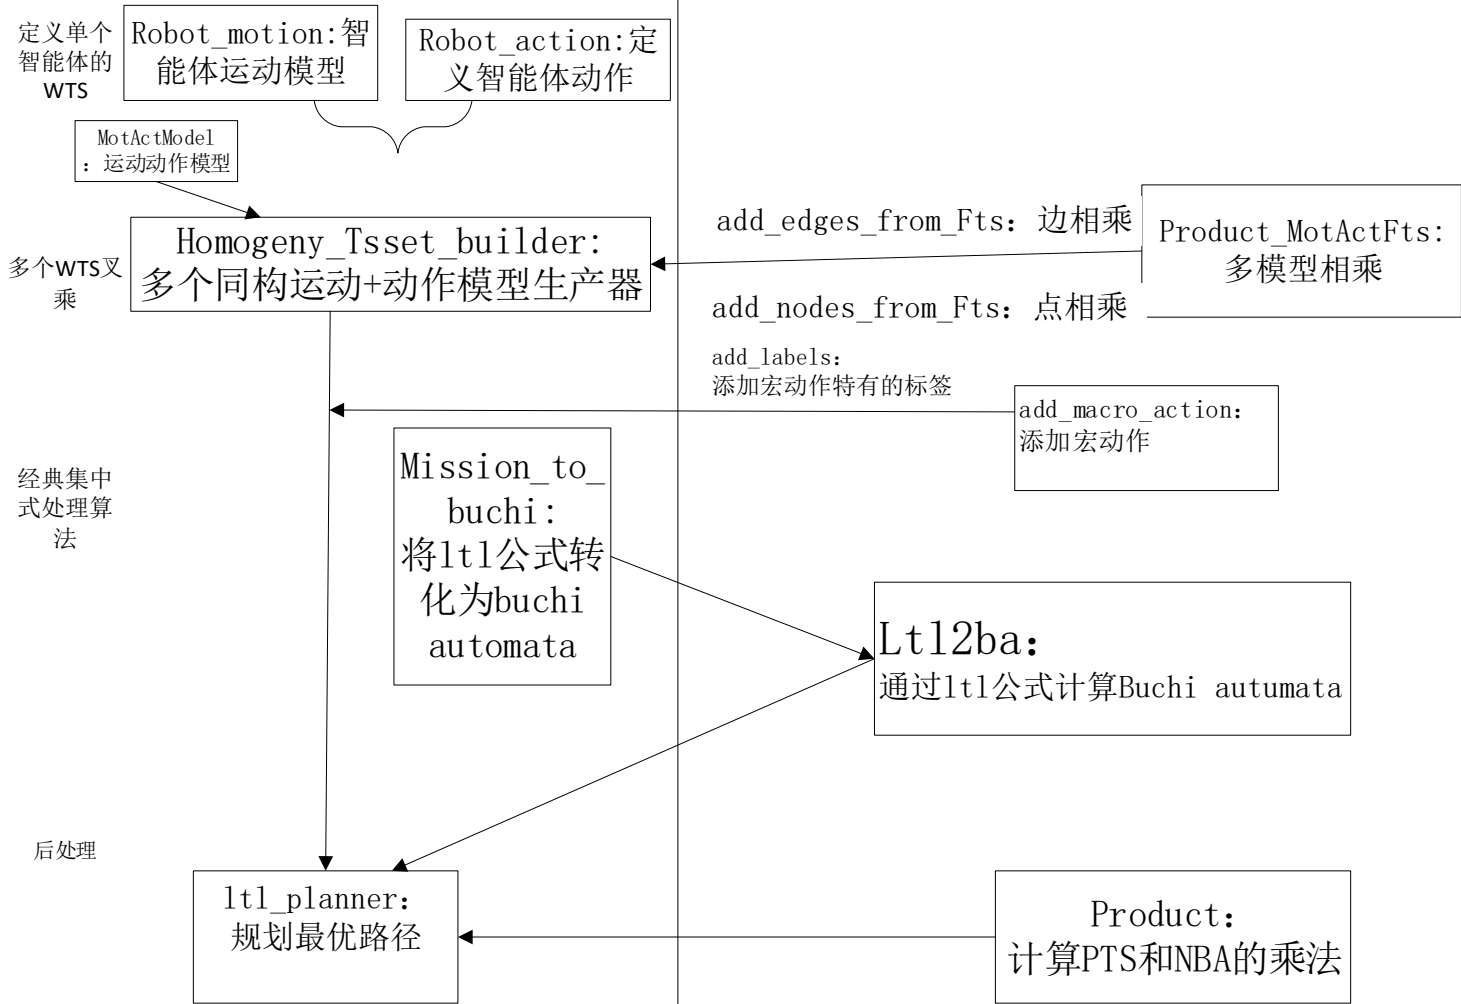 定义单个
智能体的
WTS
Robot_motion:智
能体运动模型
Robot_action:定
义智能体动作
MotActModel
：运动动作模型
多个WTS叉
乘
Homogeny_Tsset_builder:
多个同构运动+动作模型生产器
add_edges_from_Fts：边相乘
Product_MotActFts:
多模型相乘
add_nodes_from_Fts：点相乘
add_labels：
添加宏动作特有的标签
add_macro_action：
添加宏动作
经典集中
式处理算
法
Mission_to_
buchi:
将ltl公式转
化为buchi
automata
Ltl2ba：
通过ltl公式计算Buchi autumata
后处理
ltl_planner：
规划最优路径
Product：
计算PTS和NBA的乘法